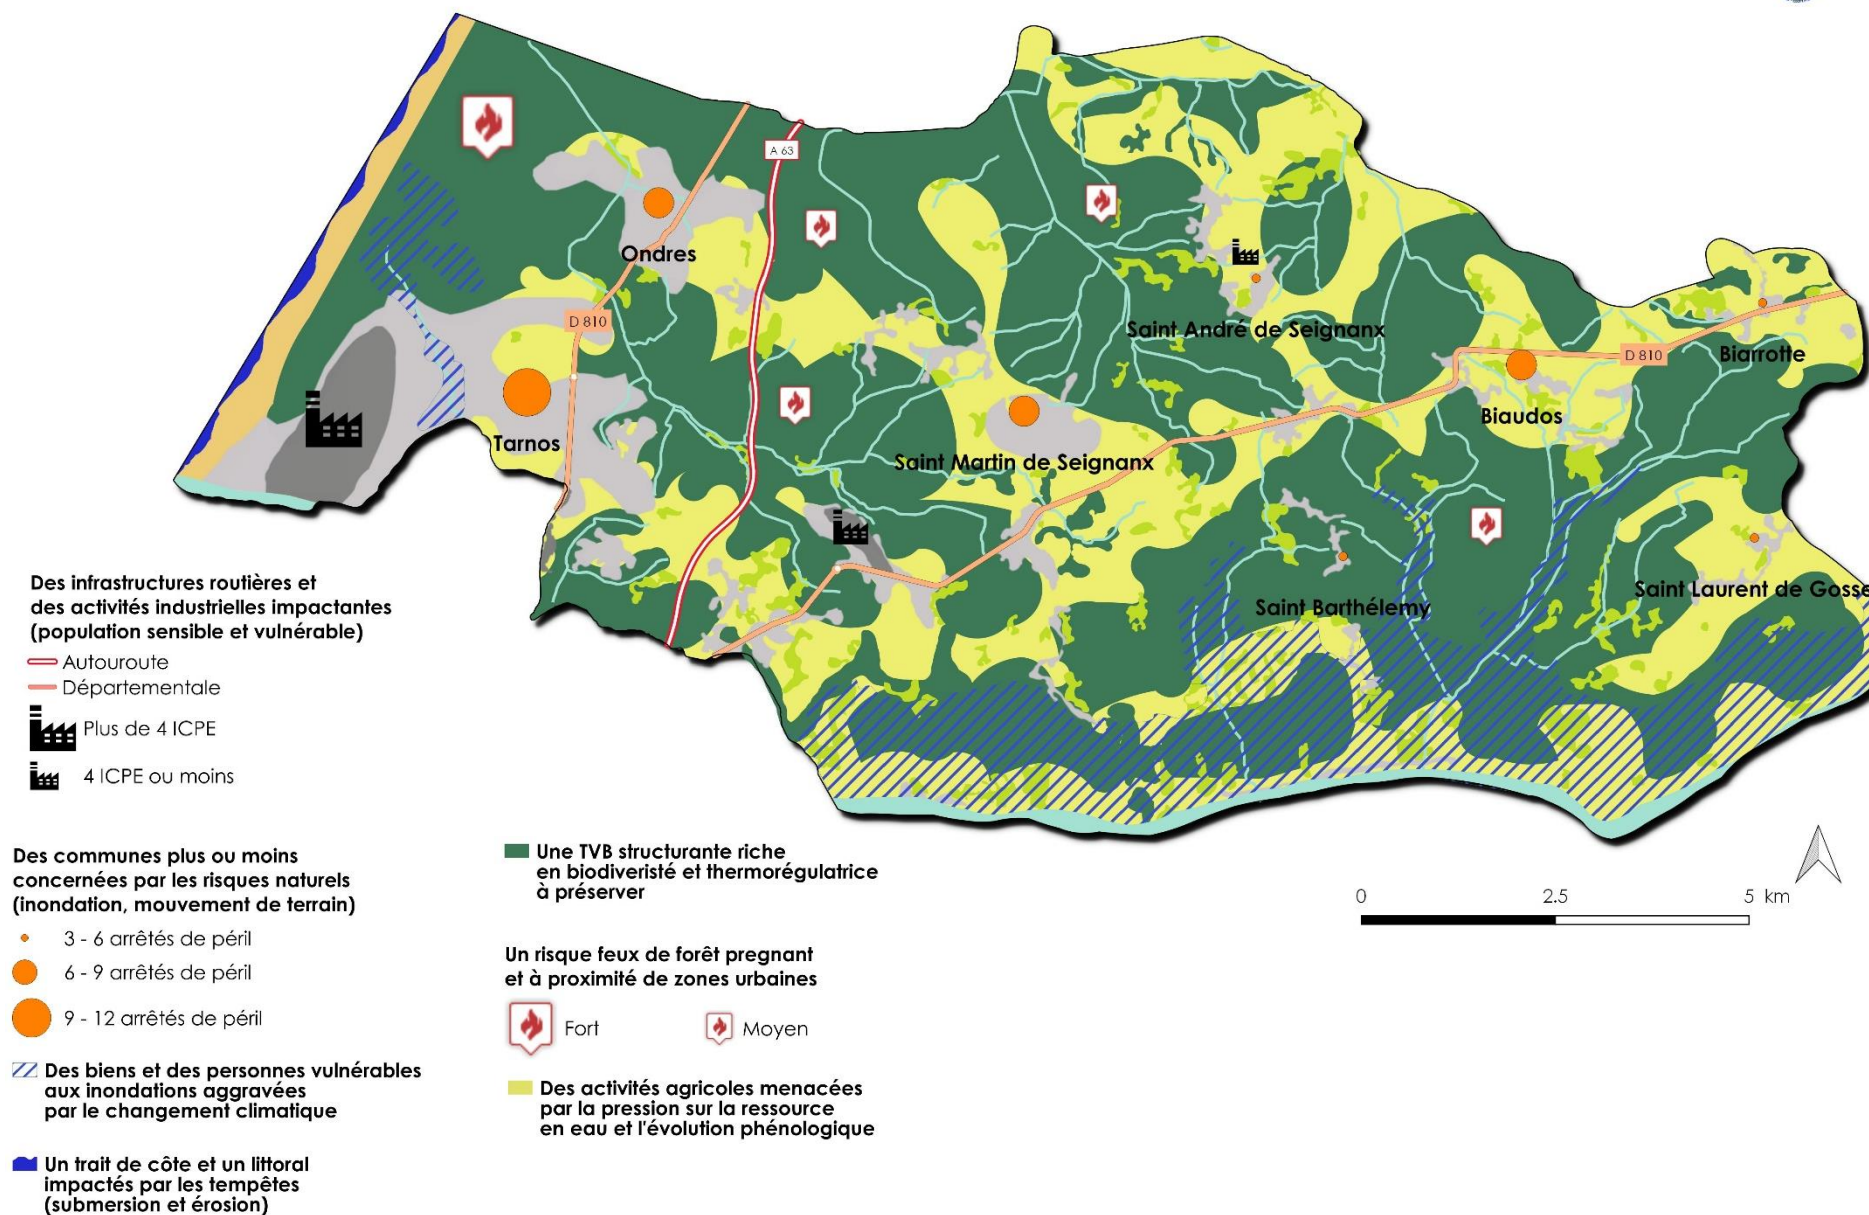 A 63
Ondres
D 810
Tarnos
Saint André de Seignanx
Saint Martin de Seignanx
D 810
Biarrotte
Biaudos
Saint Barthélemy
Saint Laurent de Gosse
Des infrastructures routières et
des activités industrielles impactantes
(population sensible et vulnérable)
Autouroute
Départementale
Plus de 4 ICPE
4 ICPE ou moins
Des communes plus ou moins
concernées par les risques naturels
(inondation, mouvement de terrain)
3 - 6 arrêtés de péril
6 - 9 arrêtés de péril
9 - 12 arrêtés de péril
Des biens et des personnes vulnérables
aux inondations aggravées
par le changement climatique
Un trait de côte et un littoral
impactés par les tempêtes
(submersion et érosion)
Une TVB structurante riche
en biodiveristé et thermorégulatrice
à préserver
Un risque feux de forêt pregnant
et à proximité de zones urbaines
Fort
Moyen
Des activités agricoles menacées
par la pression sur la ressource
en eau et l'évolution phénologique
0 2.5 5 km